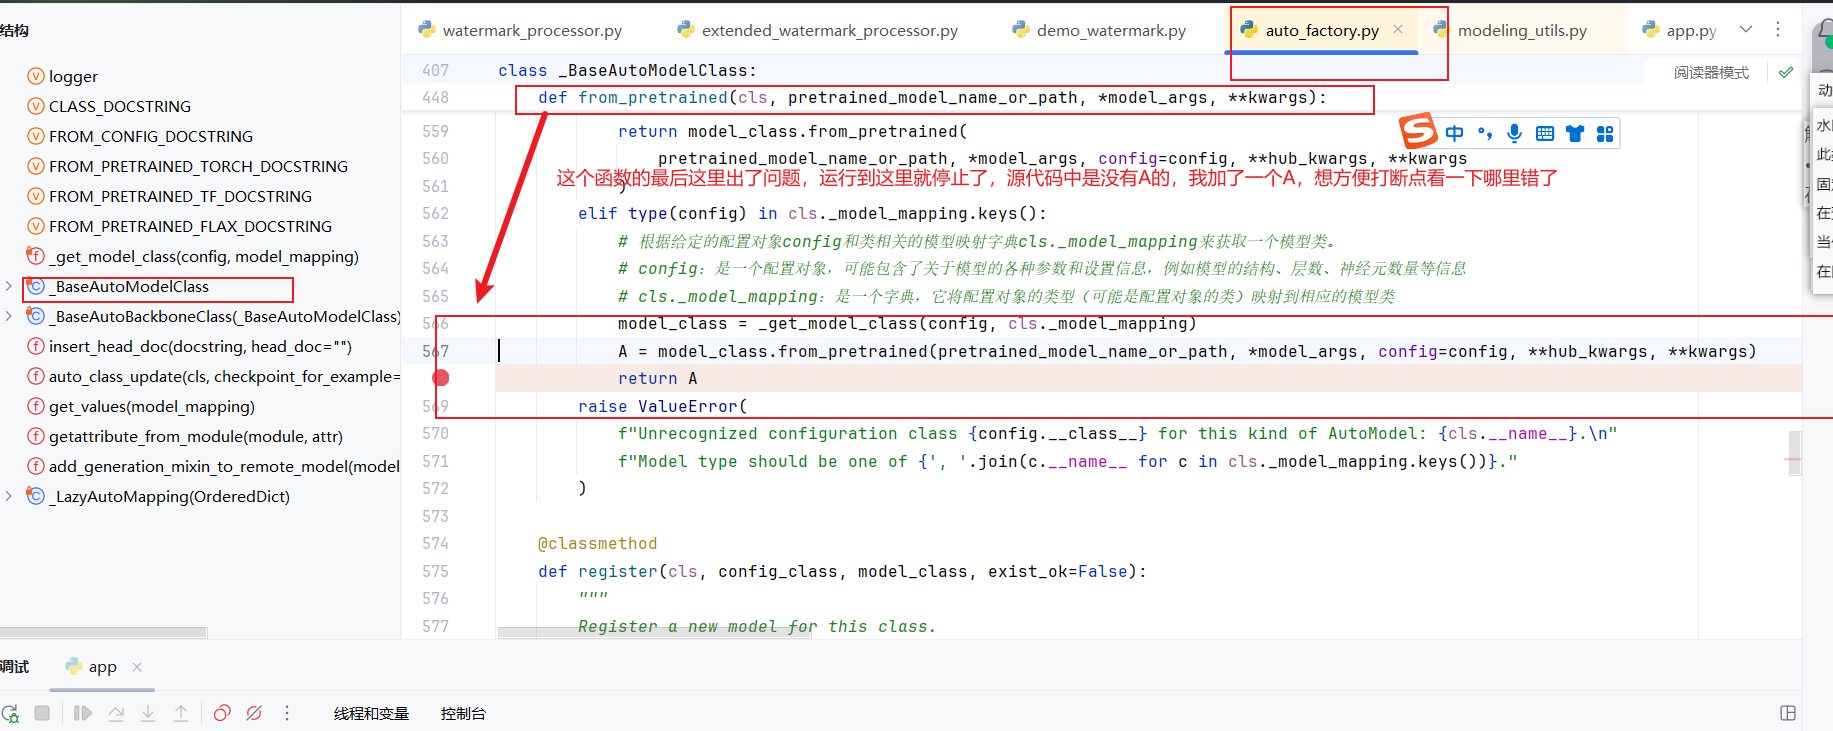 结构
watermark_processor.py
extended_watermark_processor.py
demo_watermark.py
auto_factory.py
modeling_utils.py
app.py
logger
CLASS_DOCSTRING
FROM_CONFIG_DOCSTRING
FROM_PRETRAINED_TORCH_DOCSTRING
FROM_PRETRAINED_TF_DOCSTRING
FROM_PRETRAINED_FLAX_DOCSTRING
_get_model_class(config, model_mapping)
_BaseAutoModelClass
_BaseAutoBackboneClass(_BaseAutoModelClass)
insert_head_doc(docstring, head_doc="")
auto_class_update(cls, checkpoint_for_example=
get_values(model_mapping)
getattribute_from_module(module, attr)
add_generation_mixin_to_remote_model(model
_LazyAutoMapping(OrderedDict)
阅读器模式
407 class _BaseAutoModelClass:
448 def from_pretrained(cls, pretrained_model_name_or_path, *model_args, **kwargs):
559 return model_class.from_pretrained(
中
560 pretrained_model_name_or_path, *model_args, config=config, **hub_kwargs, **kwargs
这个函数的最后这里出了问题，运行到这里就停止了，源代码中是没有A的，我加了一个A，想方便打断点看一下哪里错了
561 )
562 elif type(config) in cls._model_mapping.keys():
563 # 根据给定的配置对象config和类相关的模型映射字典cls._model_mapping来获取一个模型类。
564 # config：是一个配置对象，可能包含了关于模型的各种参数和设置信息，例如模型的结构、层数、神经元数量等信息
565 # cls._model_mapping：是一个字典，它将配置对象的类型（可能是配置对象的类）映射到相应的模型类
566 model_class = _get_model_class(config, cls._model_mapping)
567 A = model_class.from_pretrained(pretrained_model_name_or_path, *model_args, config=config, **hub_kwargs, **kwargs)
return A
569 raise ValueError(
570 f"Unrecognized configuration class {config.__class__} for this kind of AutoModel: {cls.__name__}.\n"
571 f"Model type should be one of {', '.join(c.__name__ for c in cls._model_mapping.keys())}."
572 )
573
574 @classmethod
575 def register(cls, config_class, model_class, exist_ok=False):
576 """
577 Register a new model for this class.
动
水
此
固
在
当
在
调试
app
线程和变量
控制台